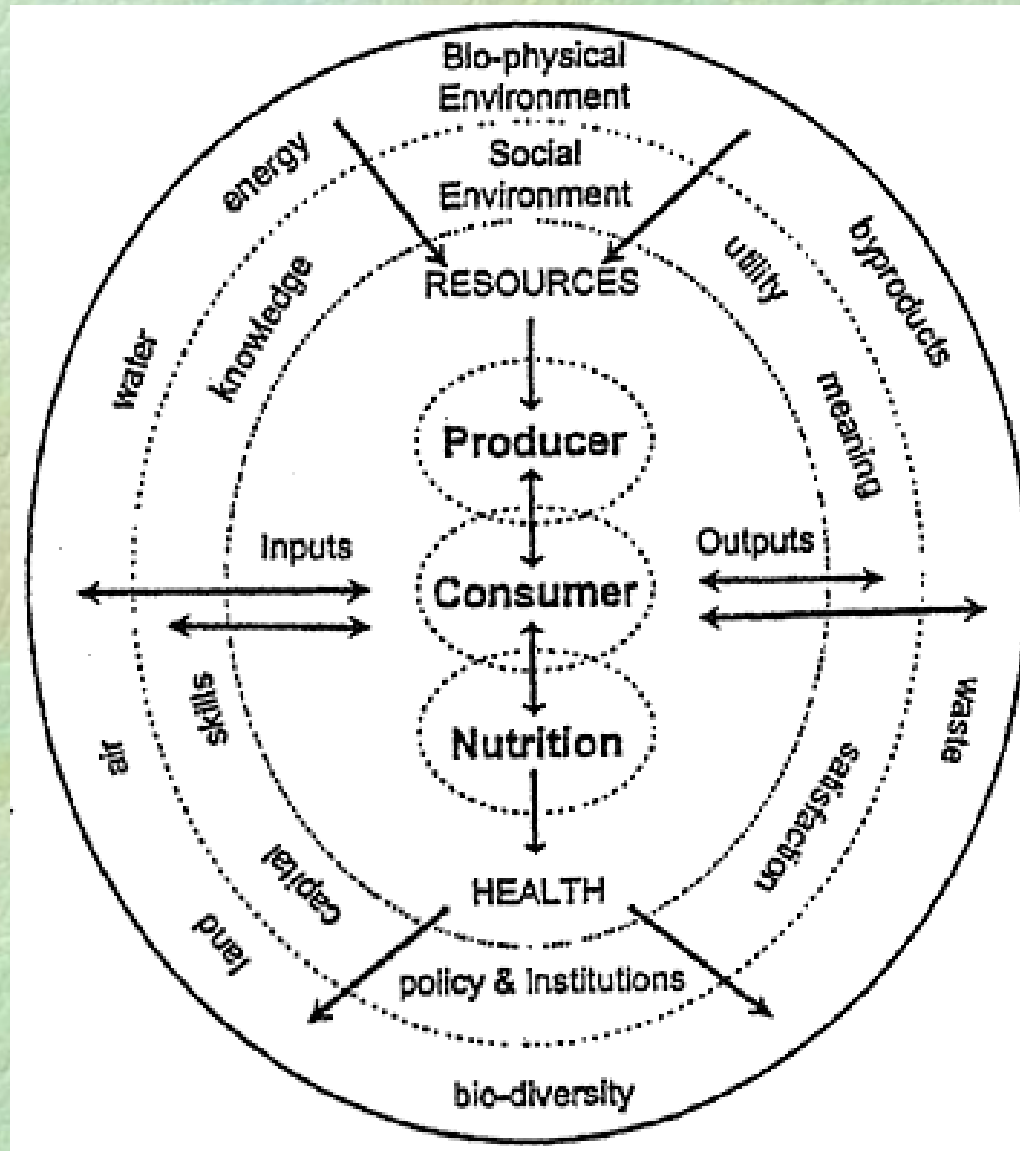 Bio-physical
Environment
Social
Environment
energy
knowledge
water
RESOURCES
utility
byproducts
meaning
Producer
Inputs
Outputs
Consumer
skills
air
Nutrition
waste
satisfaction
capital
land
HEALTH
policy & Institutions
bio-diversity